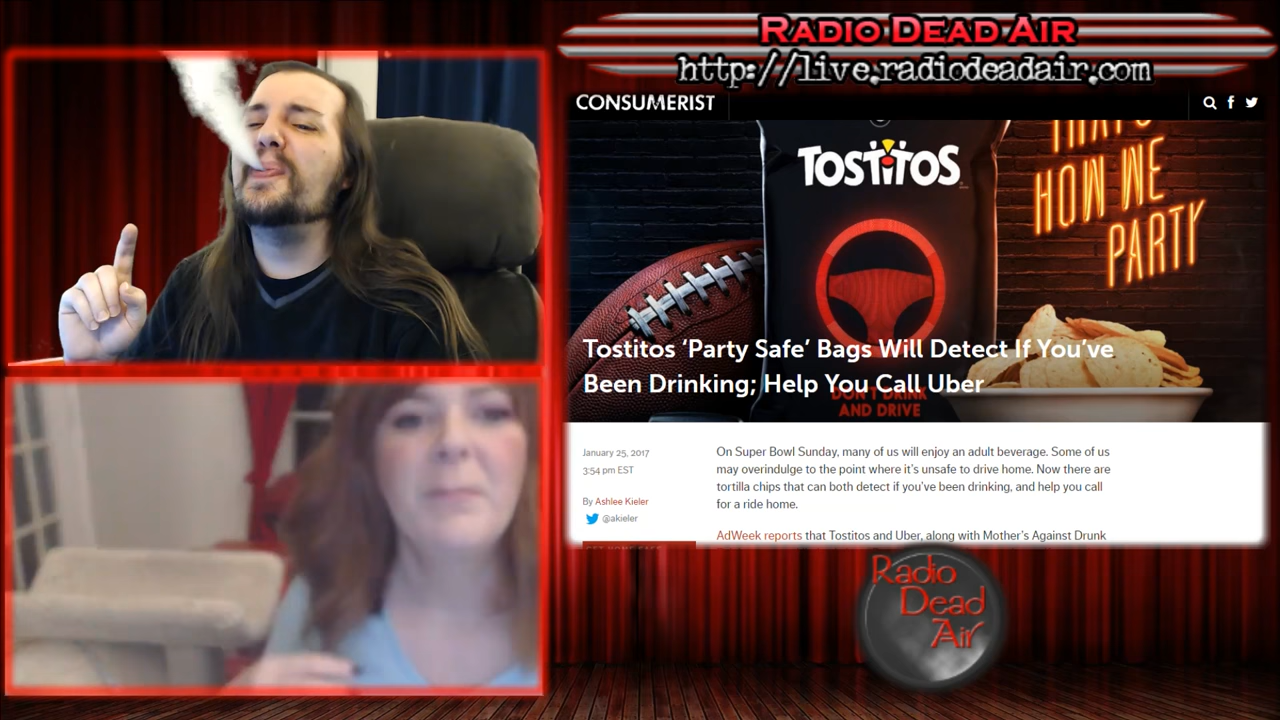 RADIO DEAD AIR
http://live.radiodeadair.com
CONSUMERIST
TOSTITOS
THAT'S
HOW WE
PARTY
Tostitos ‘Party Safe’ Bags Will Detect If You’ve
Been Drinking; Help You Call Uber
DON'T DRINK
AND DRIVE
January 25, 2017
3:54 pm EST
By Ashlee Kieler
@akieler
On Super Bowl Sunday, many of us will enjoy an adult beverage. Some of us
may overindulge to the point where it’s unsafe to drive home. Now there are
tortilla chips that can both detect if you’ve been drinking, and help you call
for a ride home.
AdWeek reports that Tostitos and Uber, along with Mother’s Against Drunk
GET HOME SAFE
Radio
Dead
Air